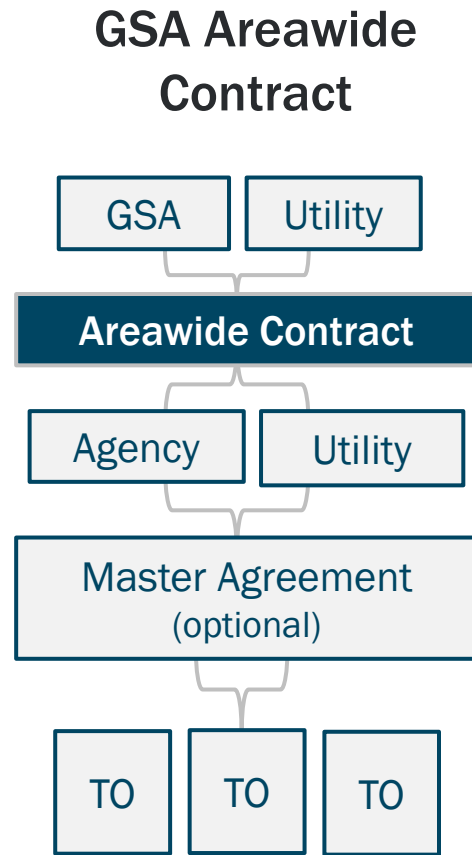 GSA Areawide
Contract
GSA
Utility
Areawide Contract
Agency
Utility
Master Agreement
(optional)
TO
TO
TO